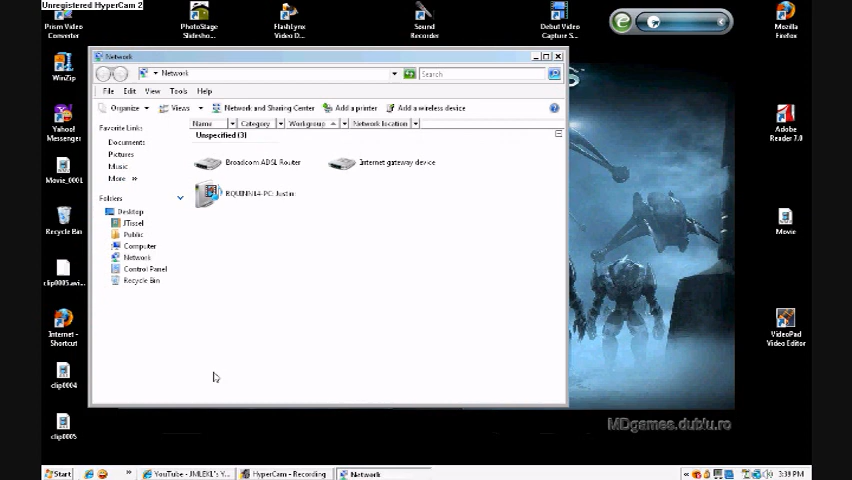 Unregistered HyperCam 2
Prism Video
Converter
PhotoStage
Slidesho...
FlashLynx
Video D...
Sound
Recorder
Debut Video
Capture S...
Mozilla
Firefox
WinZip
Yahoo!
Messenger
Movie_0001
Recycle Bin
clip0005.avi...
Internet -
Shortcut
clip0004
clip0005
Network
Network
Search
File Edit View Tools Help
Organize Views Network and Sharing Center Add a printer Add a wireless device
Favorite Links
Documents
Pictures
Music
More »
Folders
Desktop
JTissel
Public
Computer
Network
Control Panel
Recycle Bin
Name Category Workgroup Network location
Unspecified (3)
Broadcom ADSL Router
Internet gateway device
BQUINN14-PC: Justin
Adobe
Reader 7.0
Movie
VideoPad
Video Editor
MDgames.dublu.ro
Start
»
YouTube - JMLEKL's Y...
HyperCam - Recording
Network
«
3:39 PM